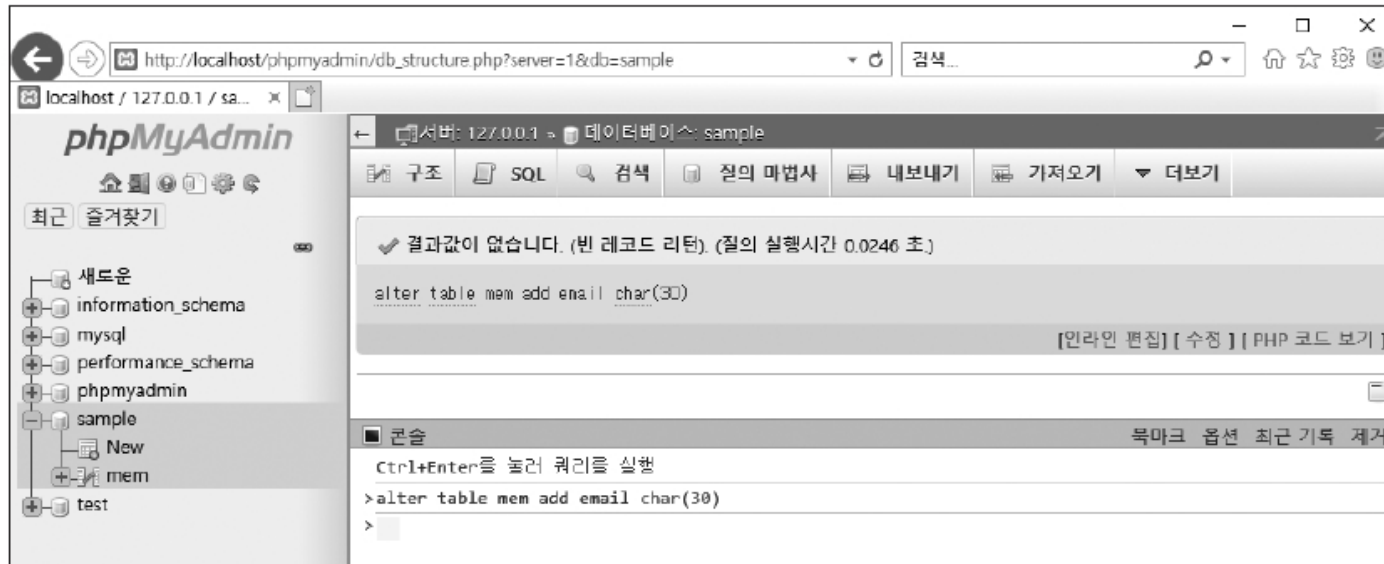 http://localhost/phpmyadmin/db_structure.php?server=1&db=sample
검색...
localhost / 127.0.0.1 / sa...
phpMyAdmin
최근 즐겨찾기
새로운
information_schema
mysql
performance_schema
phpmyadmin
sample
New
mem
test
서버: 127.0.0.1 » 데이터베이스: sample
구조 SQL 검색 질의 마법사 내보내기 가져오기 더보기
결과값이 없습니다. (빈 레코드 리턴). (질의 실행시간 0.0246 초.)
alter table mem add email char(30)
[인라인 편집] [ 수정 ] [ PHP 코드 보기 ]
콘솔
북마크 옵션 최근 기록 제거
Ctrl+Enter를 눌러 쿼리를 실행
>alter table mem add email char(30)
>